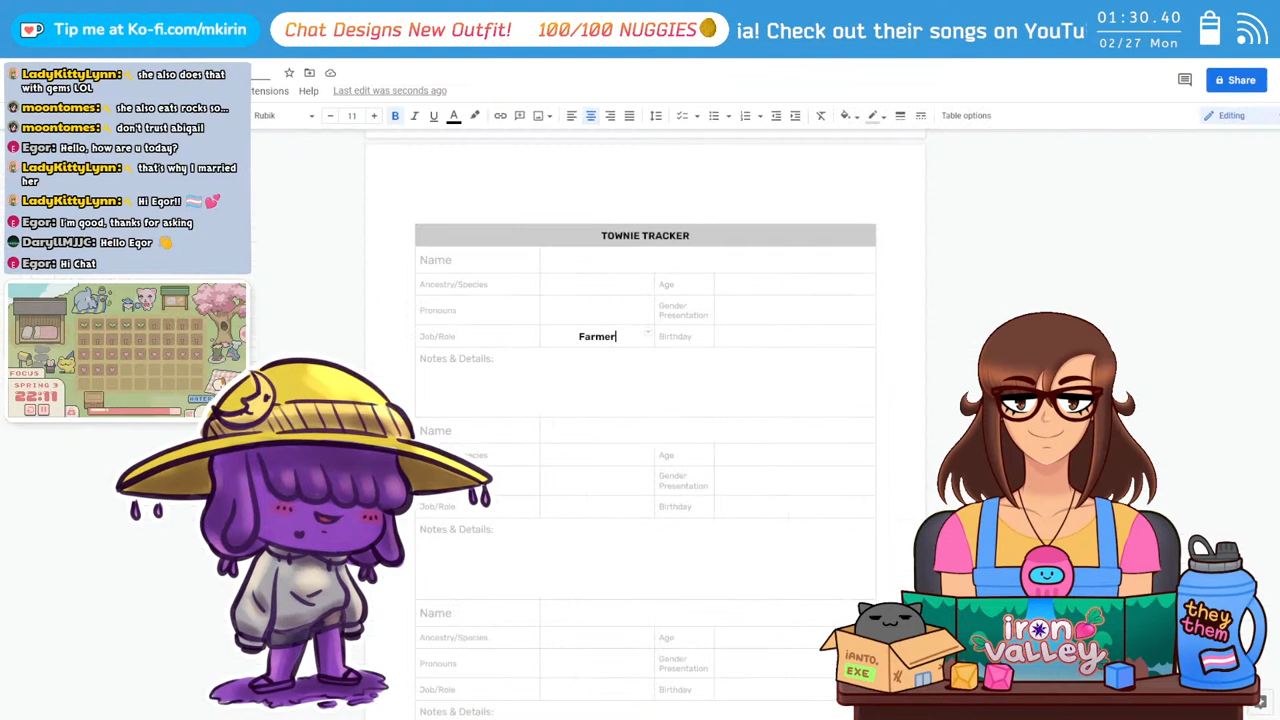 Tip me at Ko-fi.com/mkirin
Chat Designs New Outfit! 100/100 NUGGIES
ia! Check out their songs on YouTu
01:30.40
02/27 Mon
LadyKittyLynn: she also does that
with gems LOL
moontomes: she also eats rocks so...
moontomes: don't trust abigail
Egor: Hello, how are u today?
LadyKittyLynn: that's why I married
her
LadyKittyLynn: Hi Egor!!
Egor: I'm good, thanks for asking
DaryllMJJC: Hello Egor
Egor: Hi Chat
tensions Help Last edit was seconds ago
Share
Rubik 11 B I U A Table options Editing
TOWNIE TRACKER
Name
Ancestry/Species Age
Pronouns Gender
Presentation
Job/Role Farmer Birthday
Notes & Details:
Name
pecies Age
Gender
Presentation
Job/Role Birthday
Notes & Details:
Name
Ancestry/Species Age
Pronouns Gender
Presentation
Job/Role Birthday
Notes & Details:
FOCUS
SPRING 3
22:11
iANTO.
EXE
iron
valley
they
them